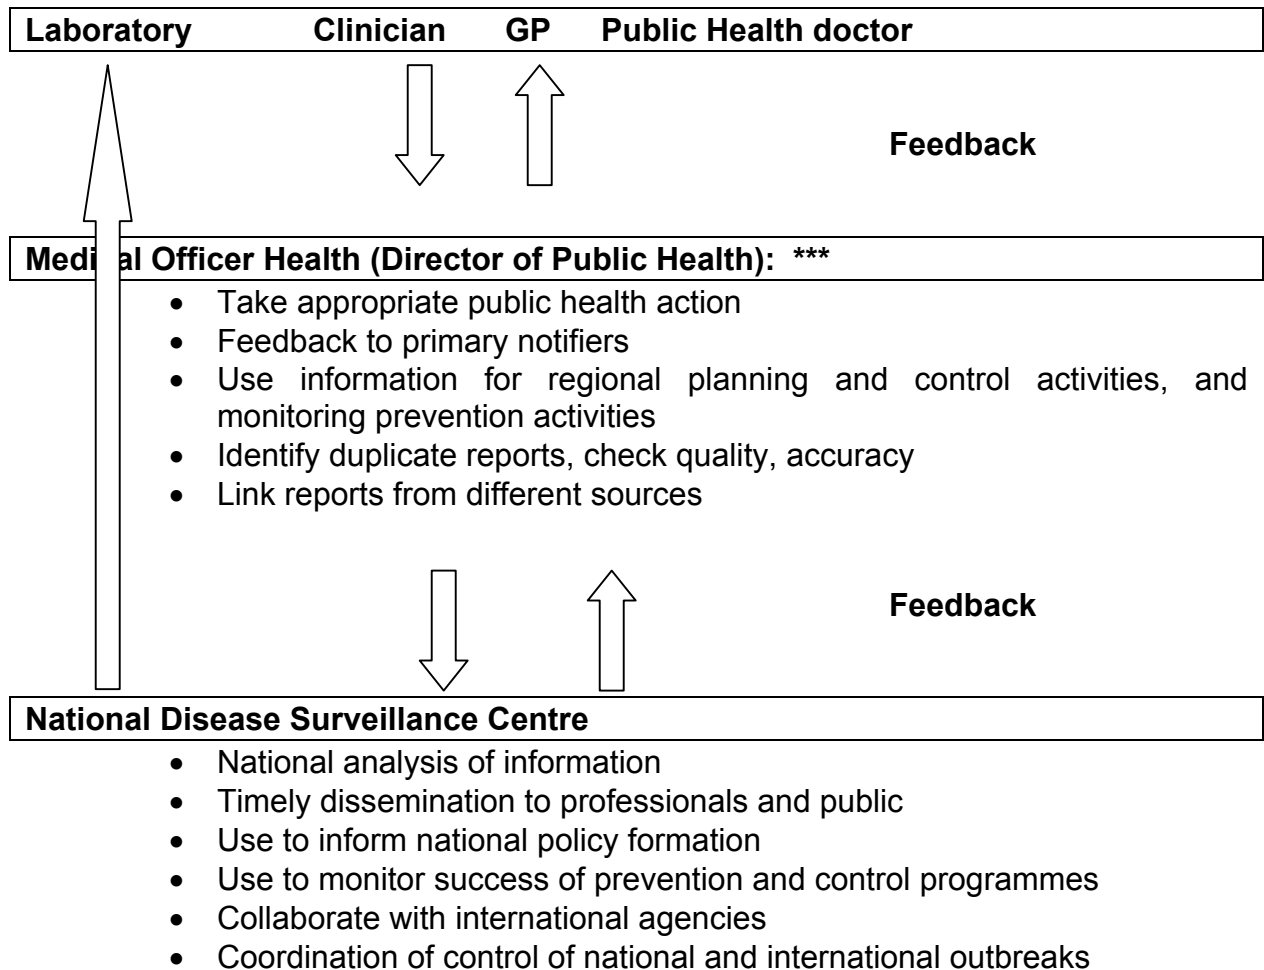 Laboratory Clinician GP Public Health doctor
Feedback
Medical Officer Health (Director of Public Health): ***
• Take appropriate public health action
• Feedback to primary notifiers
• Use information for regional planning and control activities, and
monitoring prevention activities
• Identify duplicate reports, check quality, accuracy
• Link reports from different sources
Feedback
National Disease Surveillance Centre
• National analysis of information
• Timely dissemination to professionals and public
• Use to inform national policy formation
• Use to monitor success of prevention and control programmes
• Collaborate with international agencies
• Coordination of control of national and international outbreaks